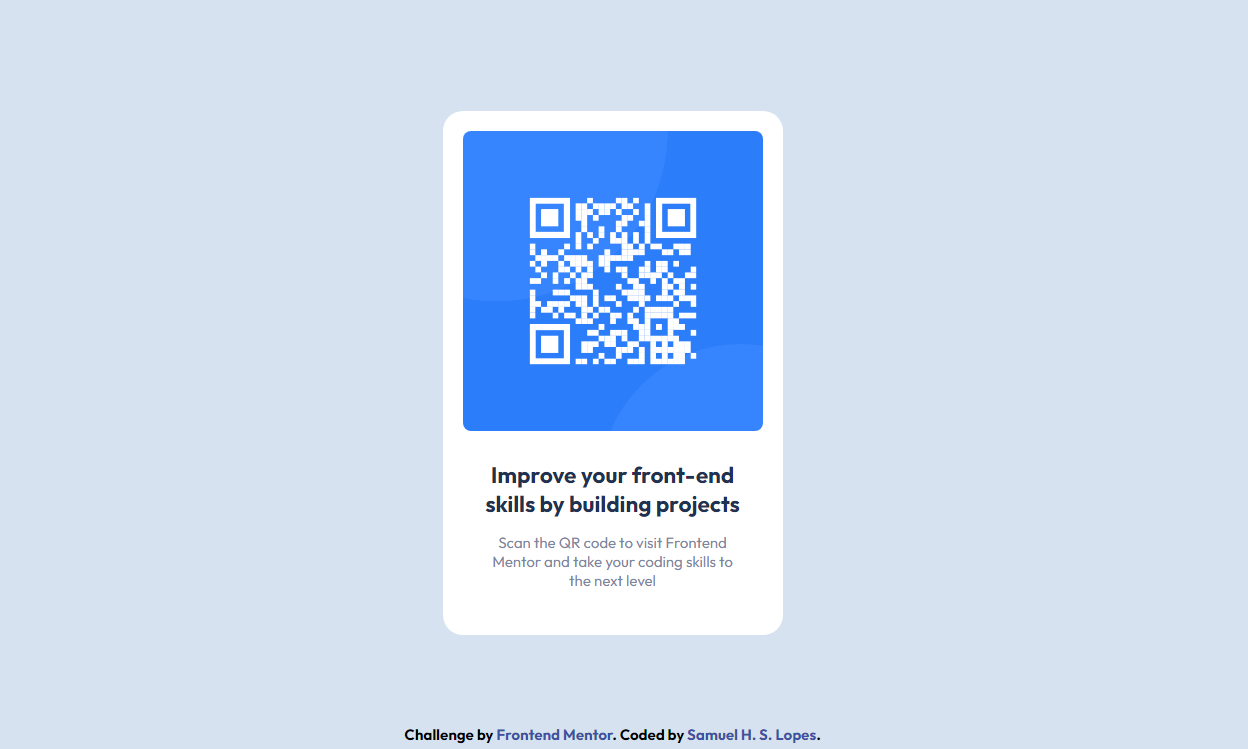 Improve your front-end
skills by building projects
Scan the QR code to visit Frontend
Mentor and take your coding skills to
the next level
Challenge by Frontend Mentor. Coded by Samuel H. S. Lopes.